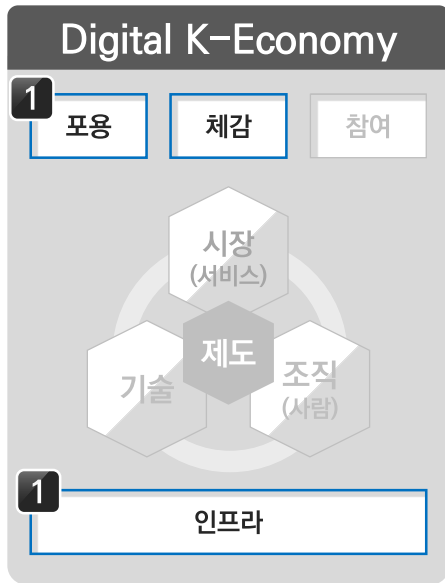 Digital K-Economy
1
포용
체감
참여
시장
(서비스)
제도
기술
조직
(사람)
1
인프라